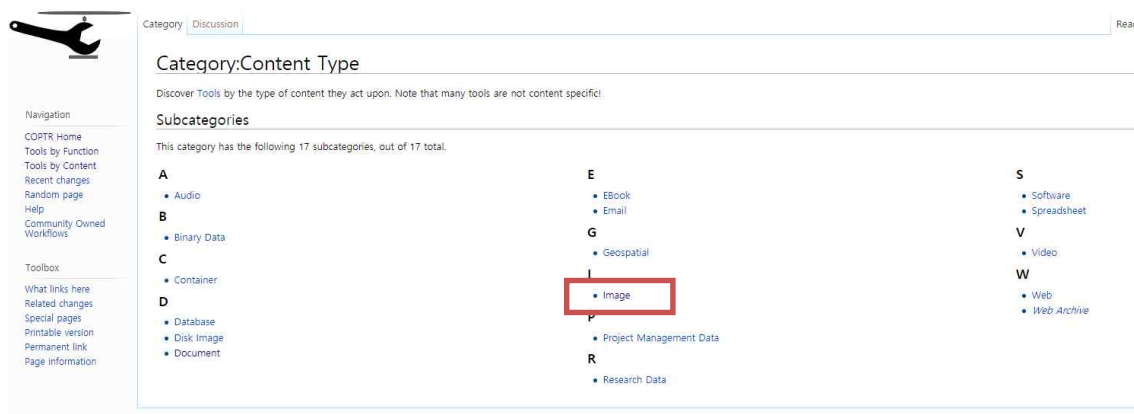 Category Discussion
Read
Category:Content Type
Discover Tools by the type of content they act upon. Note that many tools are not content specific!
Subcategories
This category has the following 17 subcategories, out of 17 total.
Navigation
COPTR Home
Tools by Function
Tools by Content
Recent changes
Random page
Help
Community Owned
Workflows
Toolbox
What links here
Related changes
Special pages
Printable version
Permanent link
Page information
A
Audio
B
Binary Data
C
Container
D
Database
Disk Image
Document
E
EBook
Email
G
Geospatial
I
Image
P
Project Management Data
R
Research Data
S
Software
Spreadsheet
V
Video
W
Web
Web Archive